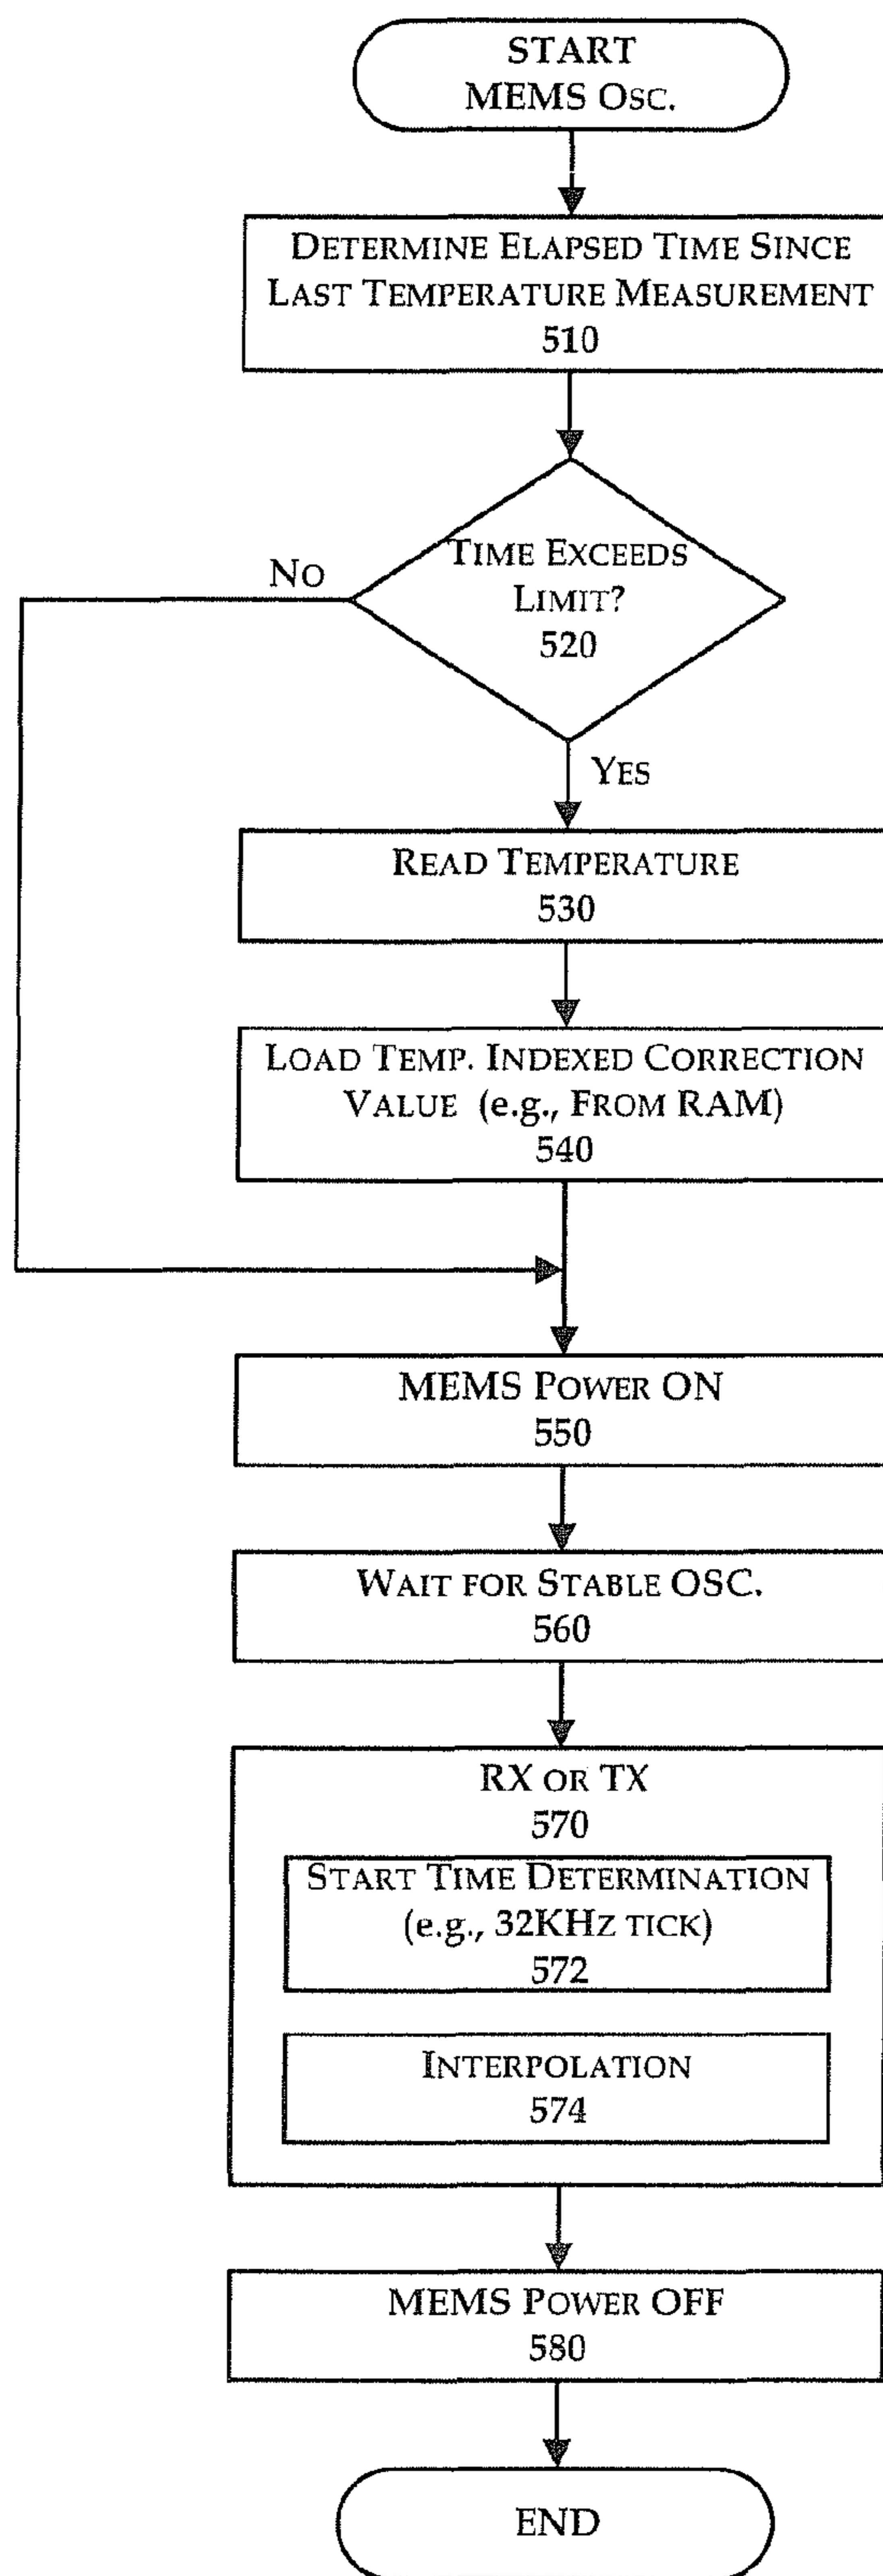 START
MEMS OSC.
DETERMINE ELAPSED TIME SINCE
LAST TEMPERATURE MEASUREMENT
510
TIME EXCEEDS
LIMIT?
520
NO
YES
READ TEMPERATURE
530
LOAD TEMP. INDEXED CORRECTION
VALUE (e.g., FROM RAM)
540
MEMS POWER ON
550
WAIT FOR STABLE OSC.
560
RX OR TX
570
START TIME DETERMINATION
(e.g., 32KHZ TICK)
572
INTERPOLATION
574
MEMS POWER OFF
580
END